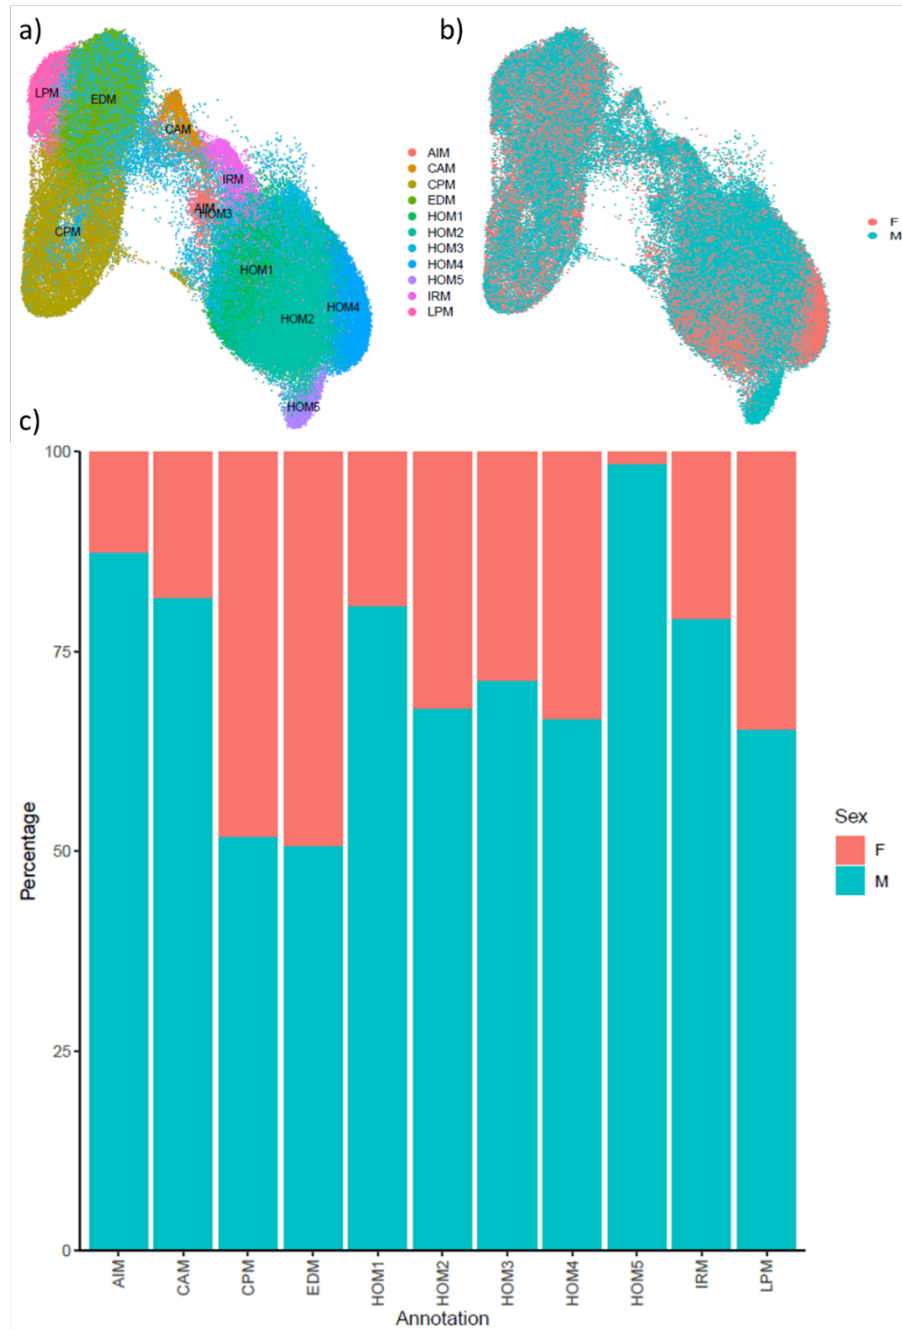 a)
LPM
EDM
CAM
IRM
AIM
HOM3
CPM
HOM1
HOM4
HOM2
HOM5
AIM
CAM
CPM
EDM
HOM1
HOM2
HOM3
HOM4
HOM5
IRM
LPM
b)
F
M
c)
100
75
50
25
0
Percentage
AIM
CAM
CPM
EDM
HOM1
HOM2
HOM3
HOM4
HOM5
IRM
LPM
Annotation
Sex
F
M